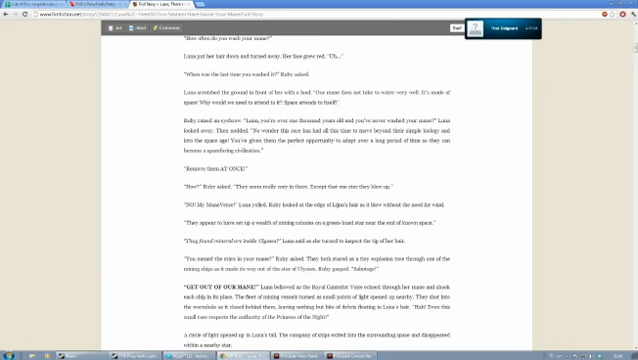 www.fimfiction.net/story/
"How often do you wash your mane?"
Luna put her hair down and turned away. Her face grew red. "Uh..."
"When was the last time you washed it?" Ruby asked.
Luna scratched the ground in front of her with a hoof. "Our mane does not take to water very well. It's made of
space! Why would we need to attend to it? Space attends to itself!"
Ruby raised an eyebrow. "Luna, you're over one thousand years old and you've never washed your mane?" Luna
looked away. Then nodded. "No wonder this race has had all this time to move beyond their simple biology and
into the space age! You've given them the perfect opportunity to adapt over a long period of time so they can
become a spacefaring civilization."
"Remove them AT ONCE!"
"How?" Ruby asked. "They seem really cozy in there. Except that one star they blew up."
"NO! My ManeVerse!" Luna yelled. Ruby looked at the edge of Luna's hair as it blew without the need for wind.
"They appear to have set up a wealth of mining colonies on a green-hued star near the end of known space."
"They found mineral ore inside Ulysses?" Luna said as she turned to inspect the tip of her hair.
"You named the stars in your mane?" Ruby asked. They both stared as a tiny explosion tore through one of the
mining ships as it made its way out of the star of Ulysses. Ruby gasped. "Sabotage!"
"GET OUT OF OUR MANE!" Luna bellowed as the Royal Canterlot Voice echoed through her mane and shook
each ship in its place. The fleet of mining vessels turned as small points of light opened up nearby. They shot into
the wormhole as it closed behind them, leaving nothing but bits of debris floating in Luna's hair. "Hah! Even this
small race respects the authority of the Princess of the Night!"
A circle of light opened up in Luna's tail. The company of ships exited into the surrounding space and disappeared
within a nearby star.